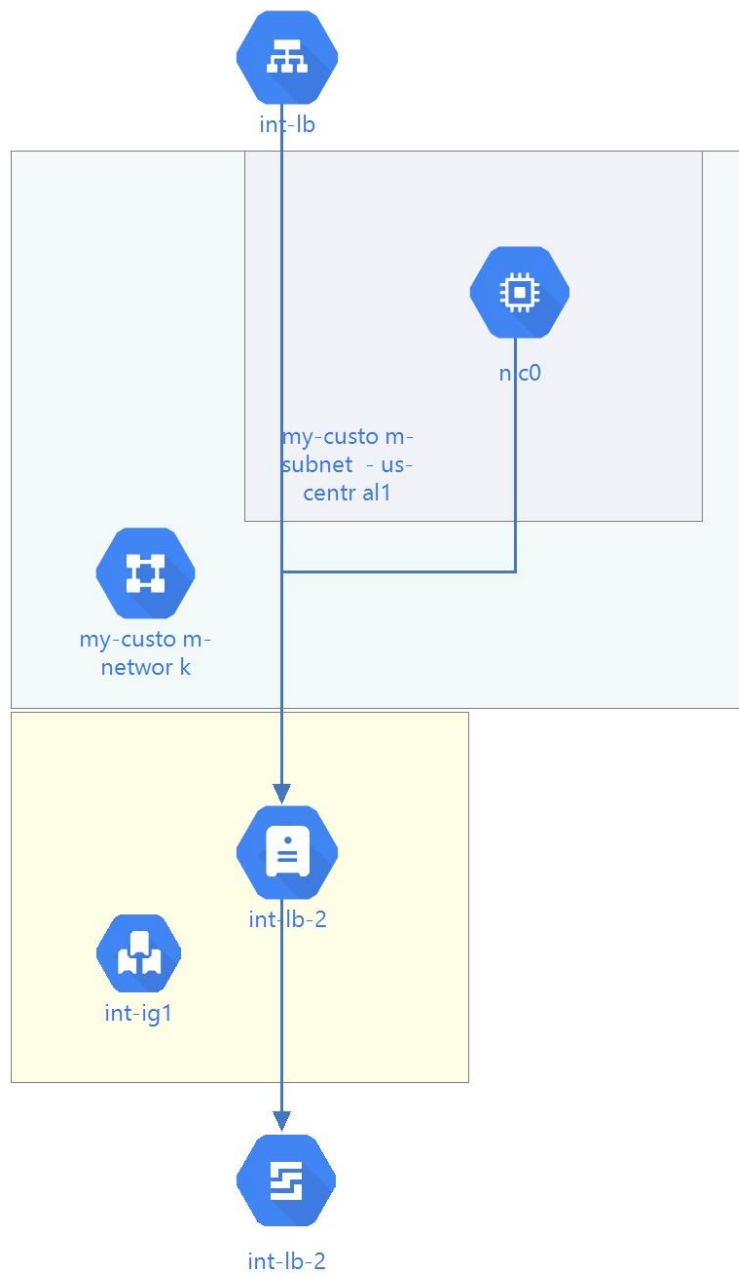 int-lb
nic0
my-custo m-
subnet - us-
centr al1
my-custo m-
networ k
int-lb-2
int-ig1
int-lb-2